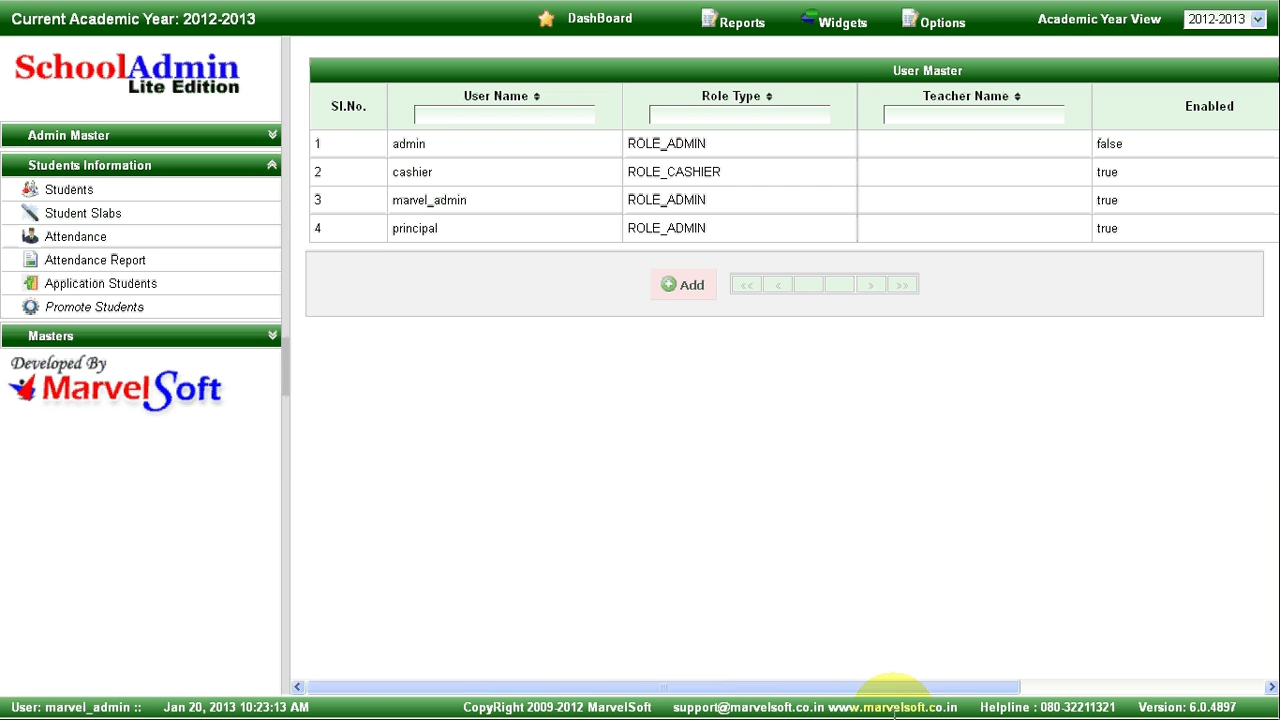 Current Academic Year: 2012-2013
DashBoard
Reports
Widgets
Options
Academic Year View
2012-2013
SchoolAdmin
Lite Edition
Admin Master
Students Information
Students
Student Slabs
Attendance
Attendance Report
Application Students
Promote Students
Masters
Developed By
MarvelSoft
User Master
Sl.No. User Name Role Type Teacher Name Enabled
1 admin ROLE_ADMIN false
2 cashier ROLE_CASHIER true
3 marvel_admin ROLE_ADMIN true
4 principal ROLE_ADMIN true
Add << < > >>
User: marvel_admin :: Jan 20, 2013 10:23:13 AM CopyRight 2009-2012 MarvelSoft support@marvelsoft.co.in www.marvelsoft.co.in Helpline : 080-32211321 Version: 6.0.4897